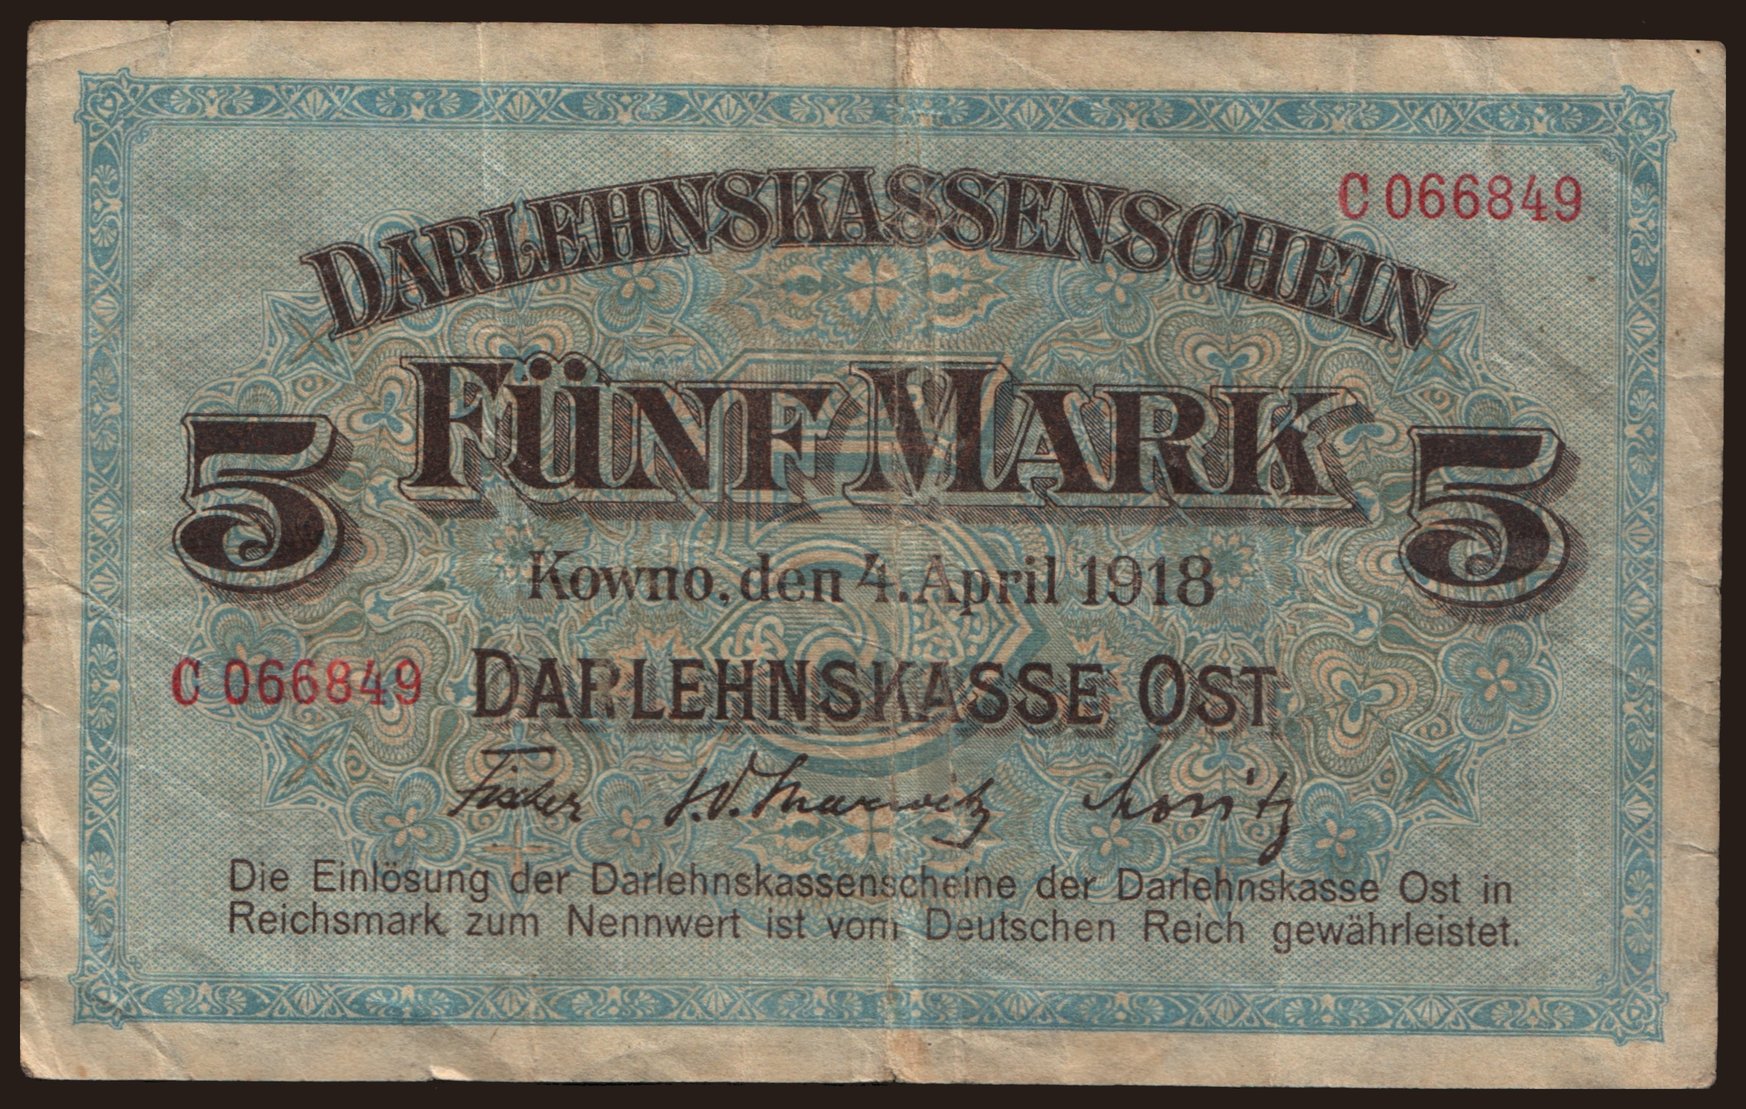 C 066849
DARLEHNSKASSENSCHEIN
FÜNF MARK
5
5
Kowno, den 4. April 1918
C 066849
DARLEHNSKASSE OST
Fischer
Die Einlösung der Darlehnskassenscheine der Darlehnskasse Ost in
Reichsmark zum Nennwert ist vom Deutschen Reich gewährleistet.